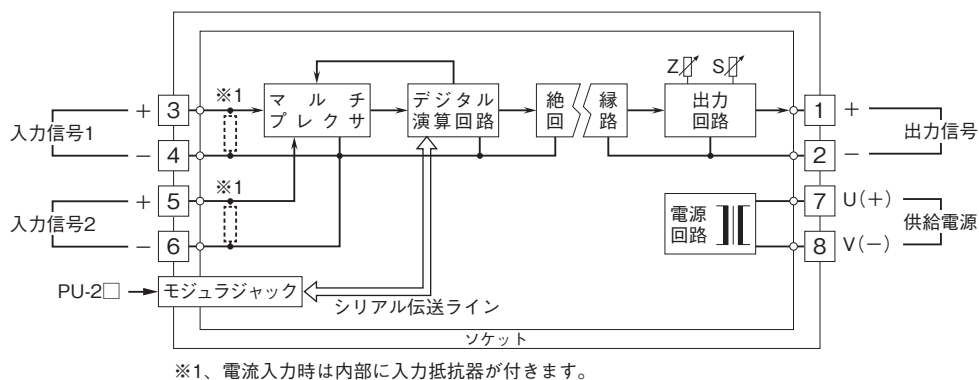 Z S
※1
マルチ
プレクサ
デジタル
演算回路
絶 縁
回 路
出力
回路
+ 3
入力信号1
− 4
1 +
出力信号
2 −
※1
+ 5
入力信号2
− 6
電源
回路
7 U(+)
供給電源
8 V(−)
PU-2□
モジュラジャック
シリアル伝送ライン
ソケット
※1、電流入力時は内部に入力抵抗器が付きます。